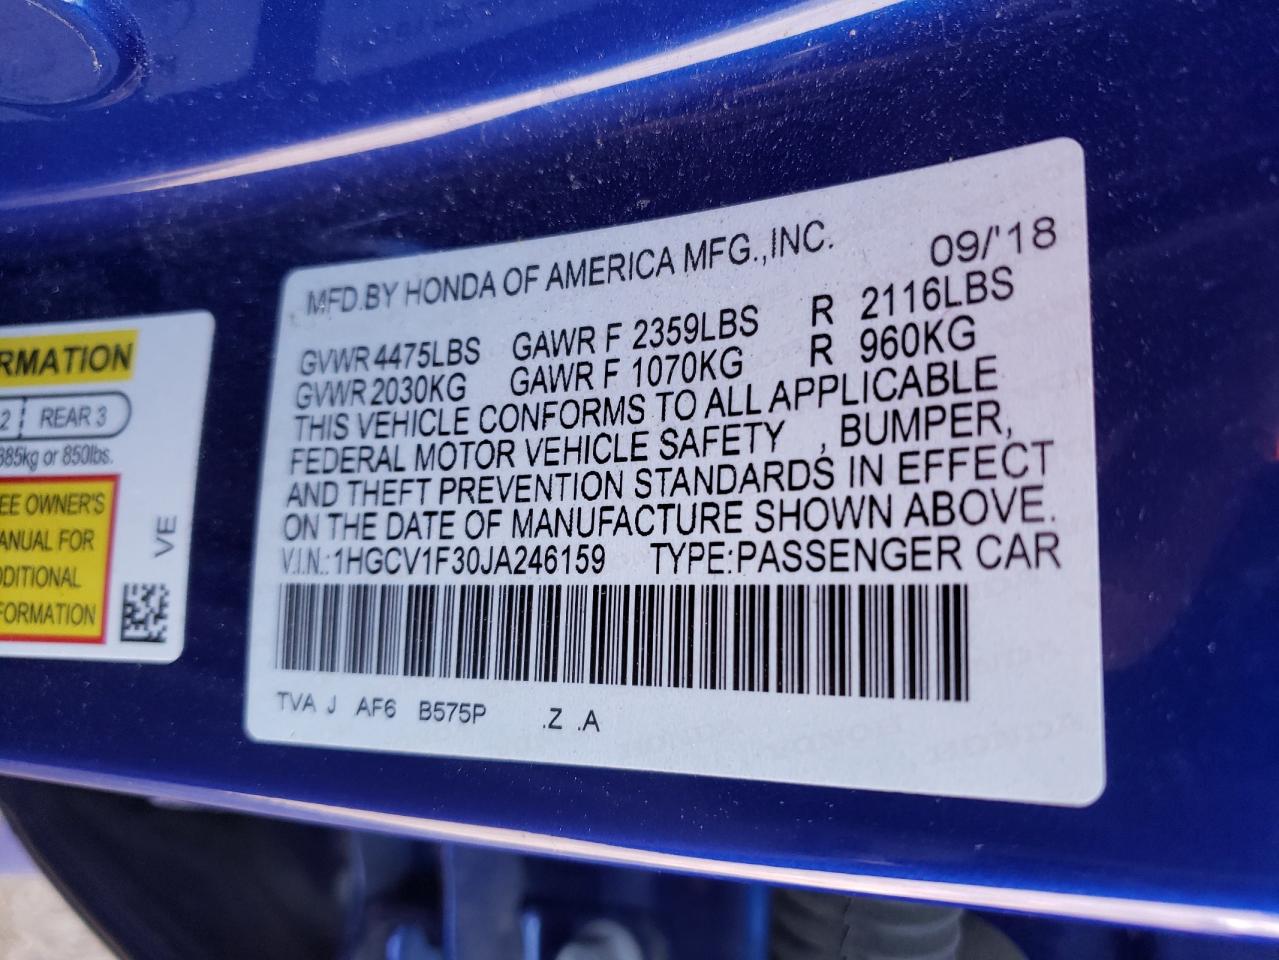 MFD.BY HONDA OF AMERICA MFG.,INC. 09/'18
GVWR 4475LBS GAWR F 2359LBS R 2116LBS
GVWR 2030KG GAWR F 1070KG R 960KG
THIS VEHICLE CONFORMS TO ALL APPLICABLE
FEDERAL MOTOR VEHICLE SAFETY , BUMPER,
AND THEFT PREVENTION STANDARDS IN EFFECT
ON THE DATE OF MANUFACTURE SHOWN ABOVE.
V.I.N.:1HGCV1F30JA246159 TYPE:PASSENGER CAR
TVA J AF6 B575P .Z .A
RMATION
2 REAR 3
385kg or 850lbs.
EE OWNER'S
ANUAL FOR
DDITIONAL
FORMATION
VE